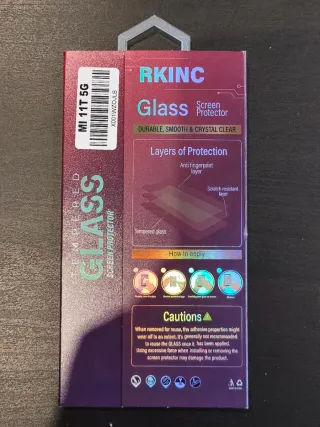 RKINC
Glass
Screen
Protector
DURABLE, SMOOTH & CRYSTAL CLEAR
Layers of Protection
Anti fingerprint
layer
Scratch resistant
layer
Tempered glass
How to apply
Cautions
When removed for reuse, the adhesive properties might
wear off to an extent. It's generally not recommended
to reuse the GLASS once it has been applied.
Using excessive force when installing or removing the
screen protector may damage the product.
MI 11T 5G
TEMPERED
GLASS
SCREEN PROTECTOR